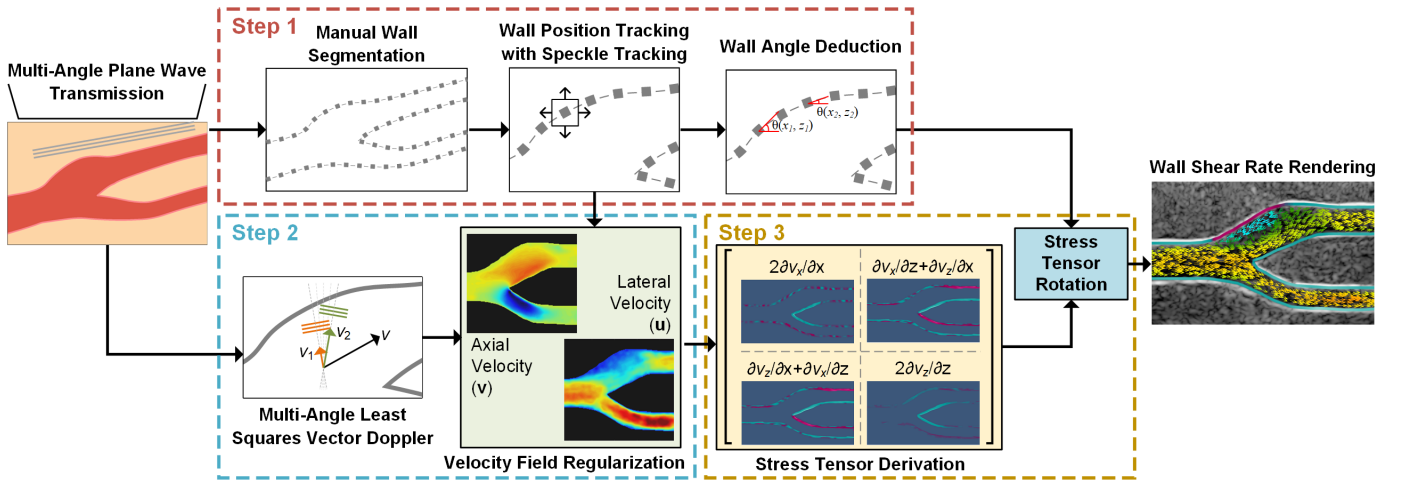 Multi-Angle Plane Wave
Transmission
Step 1
Manual Wall
Segmentation
Wall Position Tracking
with Speckle Tracking
Wall Angle Deduction
θ(x₁, z₁)
θ(x₂, z₂)
Step 2
v₁
v₂
v
Multi-Angle Least
Squares Vector Doppler
Lateral
Velocity
(u)
Axial
Velocity
(v)
Velocity Field Regularization
Step 3
2∂vₓ/∂x
∂vₓ/∂z+∂v_z/∂x
∂v_z/∂x+∂vₓ/∂z
2∂v_z/∂z
Stress Tensor Derivation
Stress
Tensor
Rotation
Wall Shear Rate Rendering